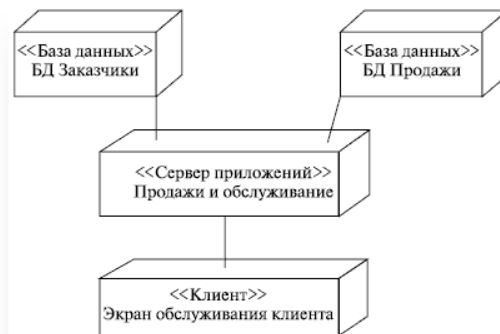 <<База данных>>
БД Заказчики
<<База данных>>
БД Продажи
<<Сервер приложений>>
Продажи и обслуживание
<<Клиент>>
Экран обслуживания клиента